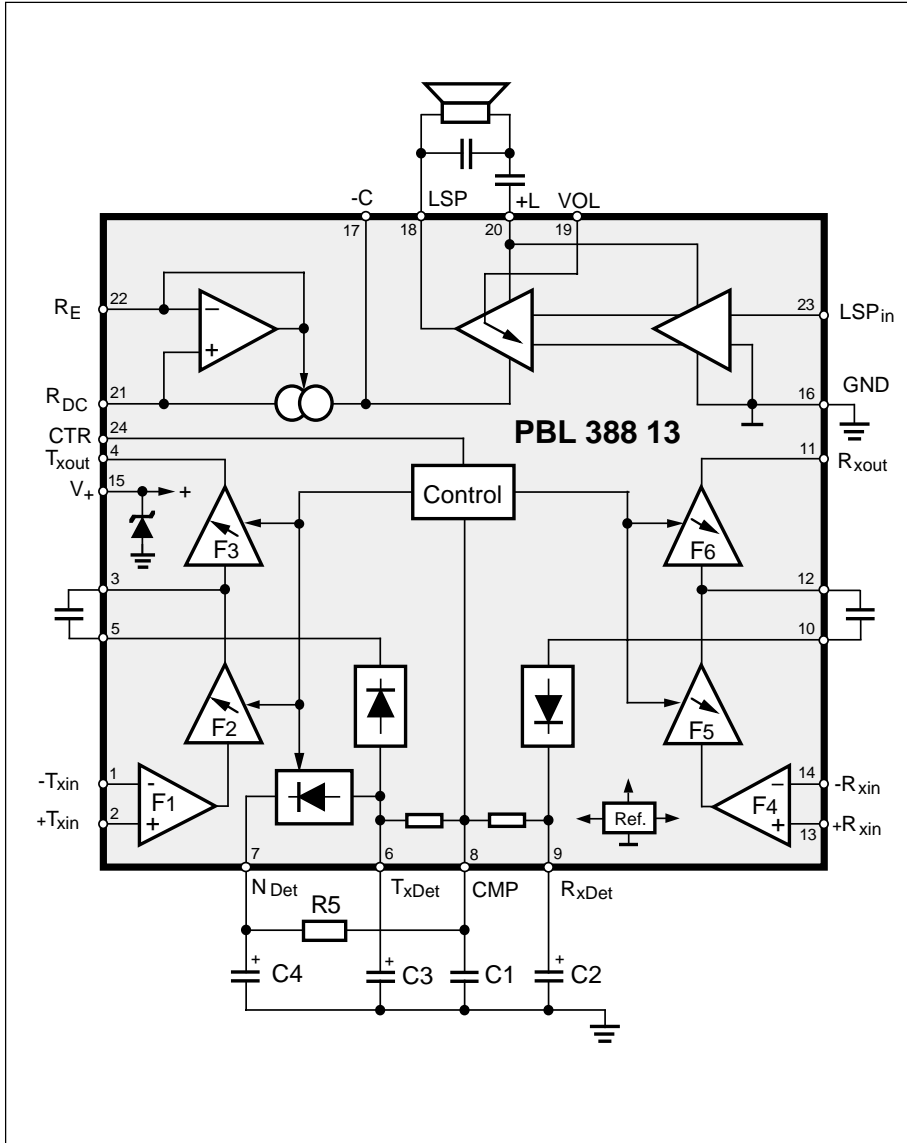 -C
LSP
+L
VOL
17
18
20
19
22
RE
−
+
23
LSPin
21
RDC
16
GND
24
CTR
PBL 388 13
4
Txout
11
Rxout
15
V+
+
Control
F3
F6
3
12
5
10
F2
F5
1
-Txin
-
F1
2
+Txin
+
14
-Rxin
−
F4
13
+Rxin
+
Ref.
7
6
8
9
N Det
TxDet
CMP
RxDet
R5
+
C4
+
C3
C1
+
C2